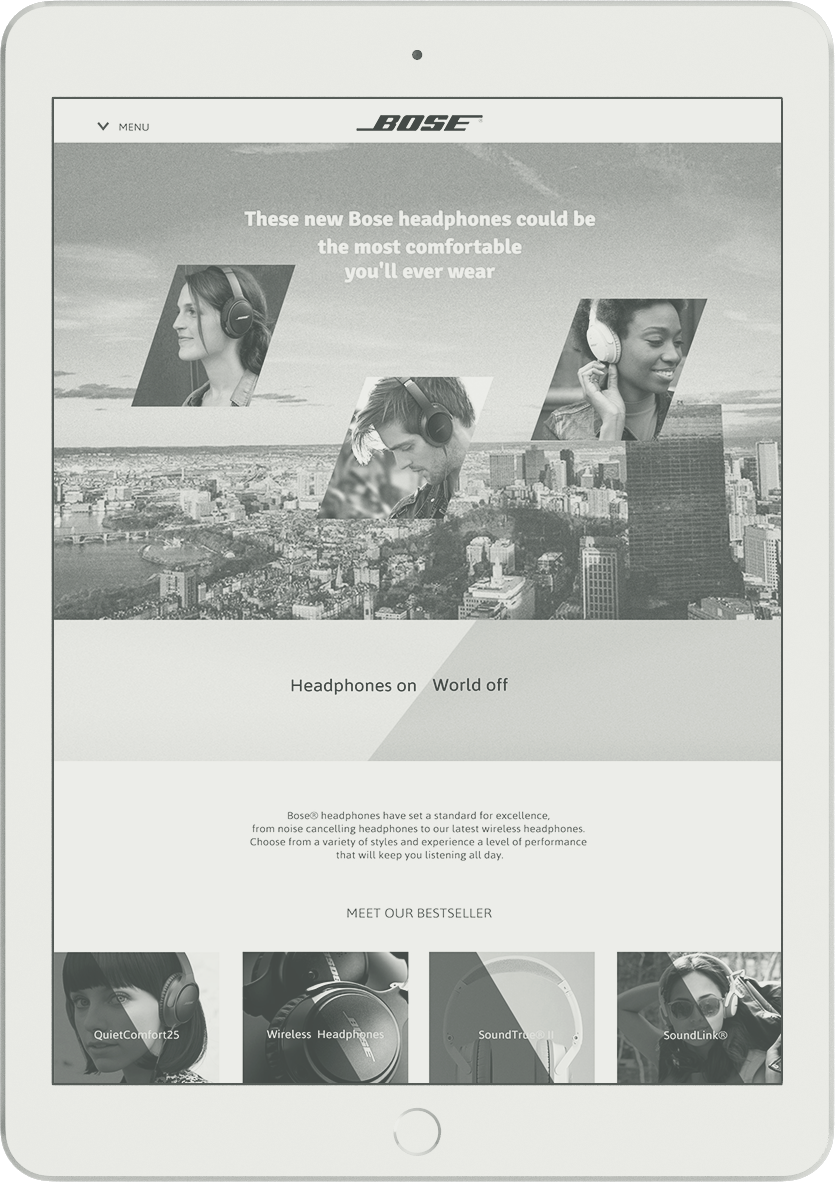 MENU
BOSE
These new Bose headphones could be
the most comfortable
you'll ever wear
Headphones on World off
Bose® headphones have set a standard for excellence,
from noise cancelling headphones to our latest wireless headphones.
Choose from a variety of styles and experience a level of performance
that will keep you listening all day.
MEET OUR BESTSELLER
QuietComfort25
Wireless Headphones
SoundTrue® II
SoundLink®
BOSE